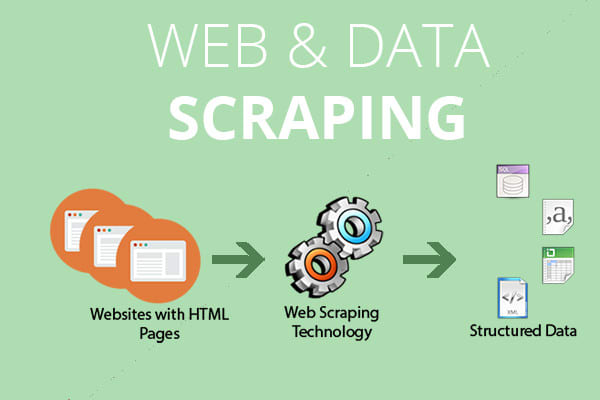 WEB & DATA
SCRAPING
SQL
,a,
XML
Websites with HTML
Pages
Web Scraping
Technology
Structured Data